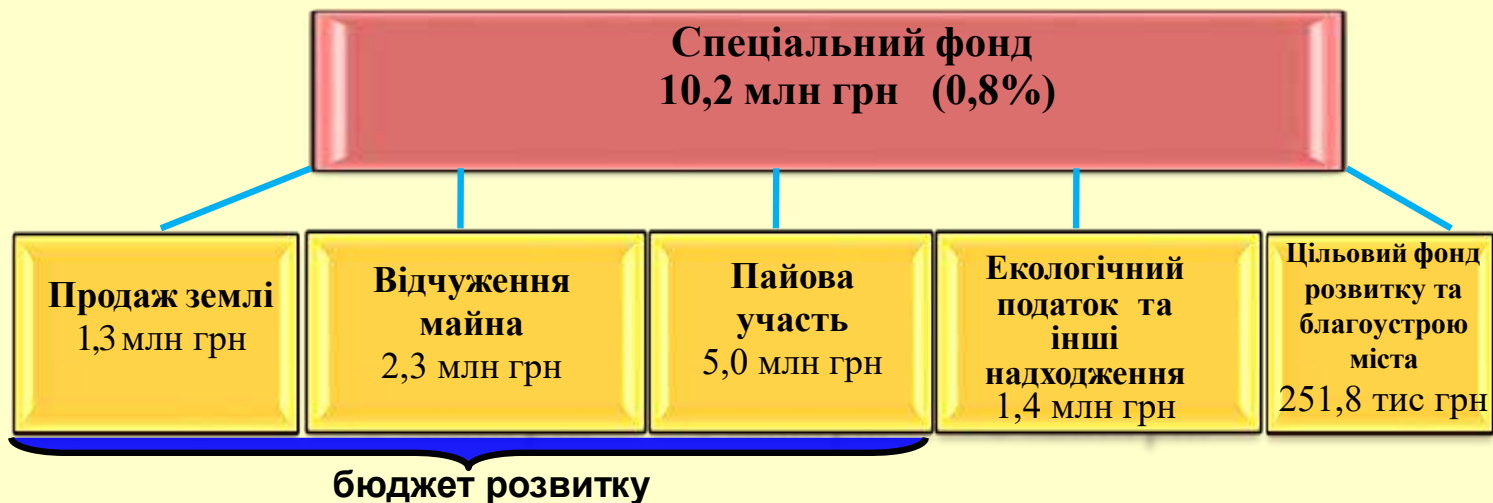 Спеціальний фонд
10,2 млн грн (0,8%)
Продаж землі
1,3 млн грн
Відчуження
майна
2,3 млн грн
Пайова
участь
5,0 млн грн
Екологічний
податок та
інші
надходження
1,4 млн грн
Цільовий фонд
розвитку та
благоустрою
міста
251,8 тис грн
бюджет розвитку